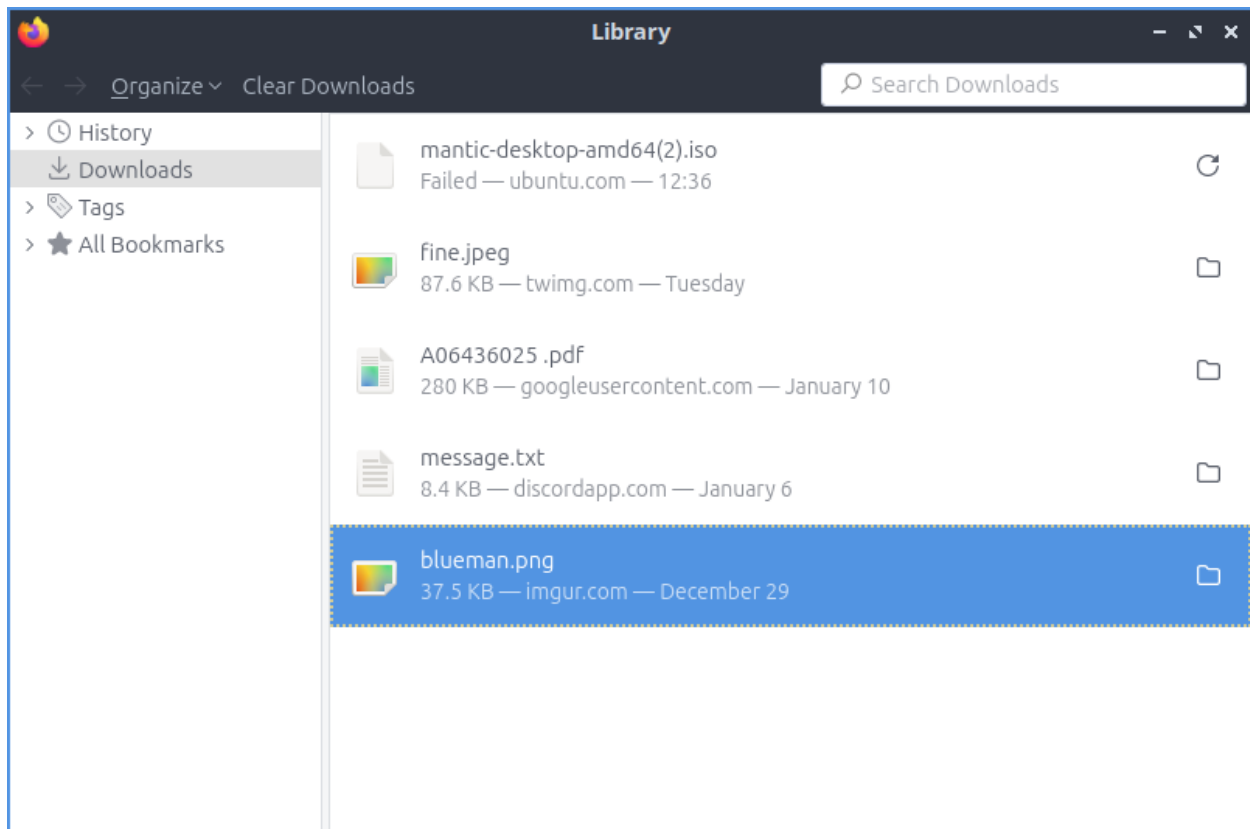 Library
Organize Clear Downloads
Search Downloads
History
Downloads
Tags
All Bookmarks
mantic-desktop-amd64(2).iso
Failed — ubuntu.com — 12:36
fine.jpeg
87.6 KB — twimg.com — Tuesday
A06436025 .pdf
280 KB — googleusercontent.com — January 10
message.txt
8.4 KB — discordapp.com — January 6
blueman.png
37.5 KB — imgur.com — December 29